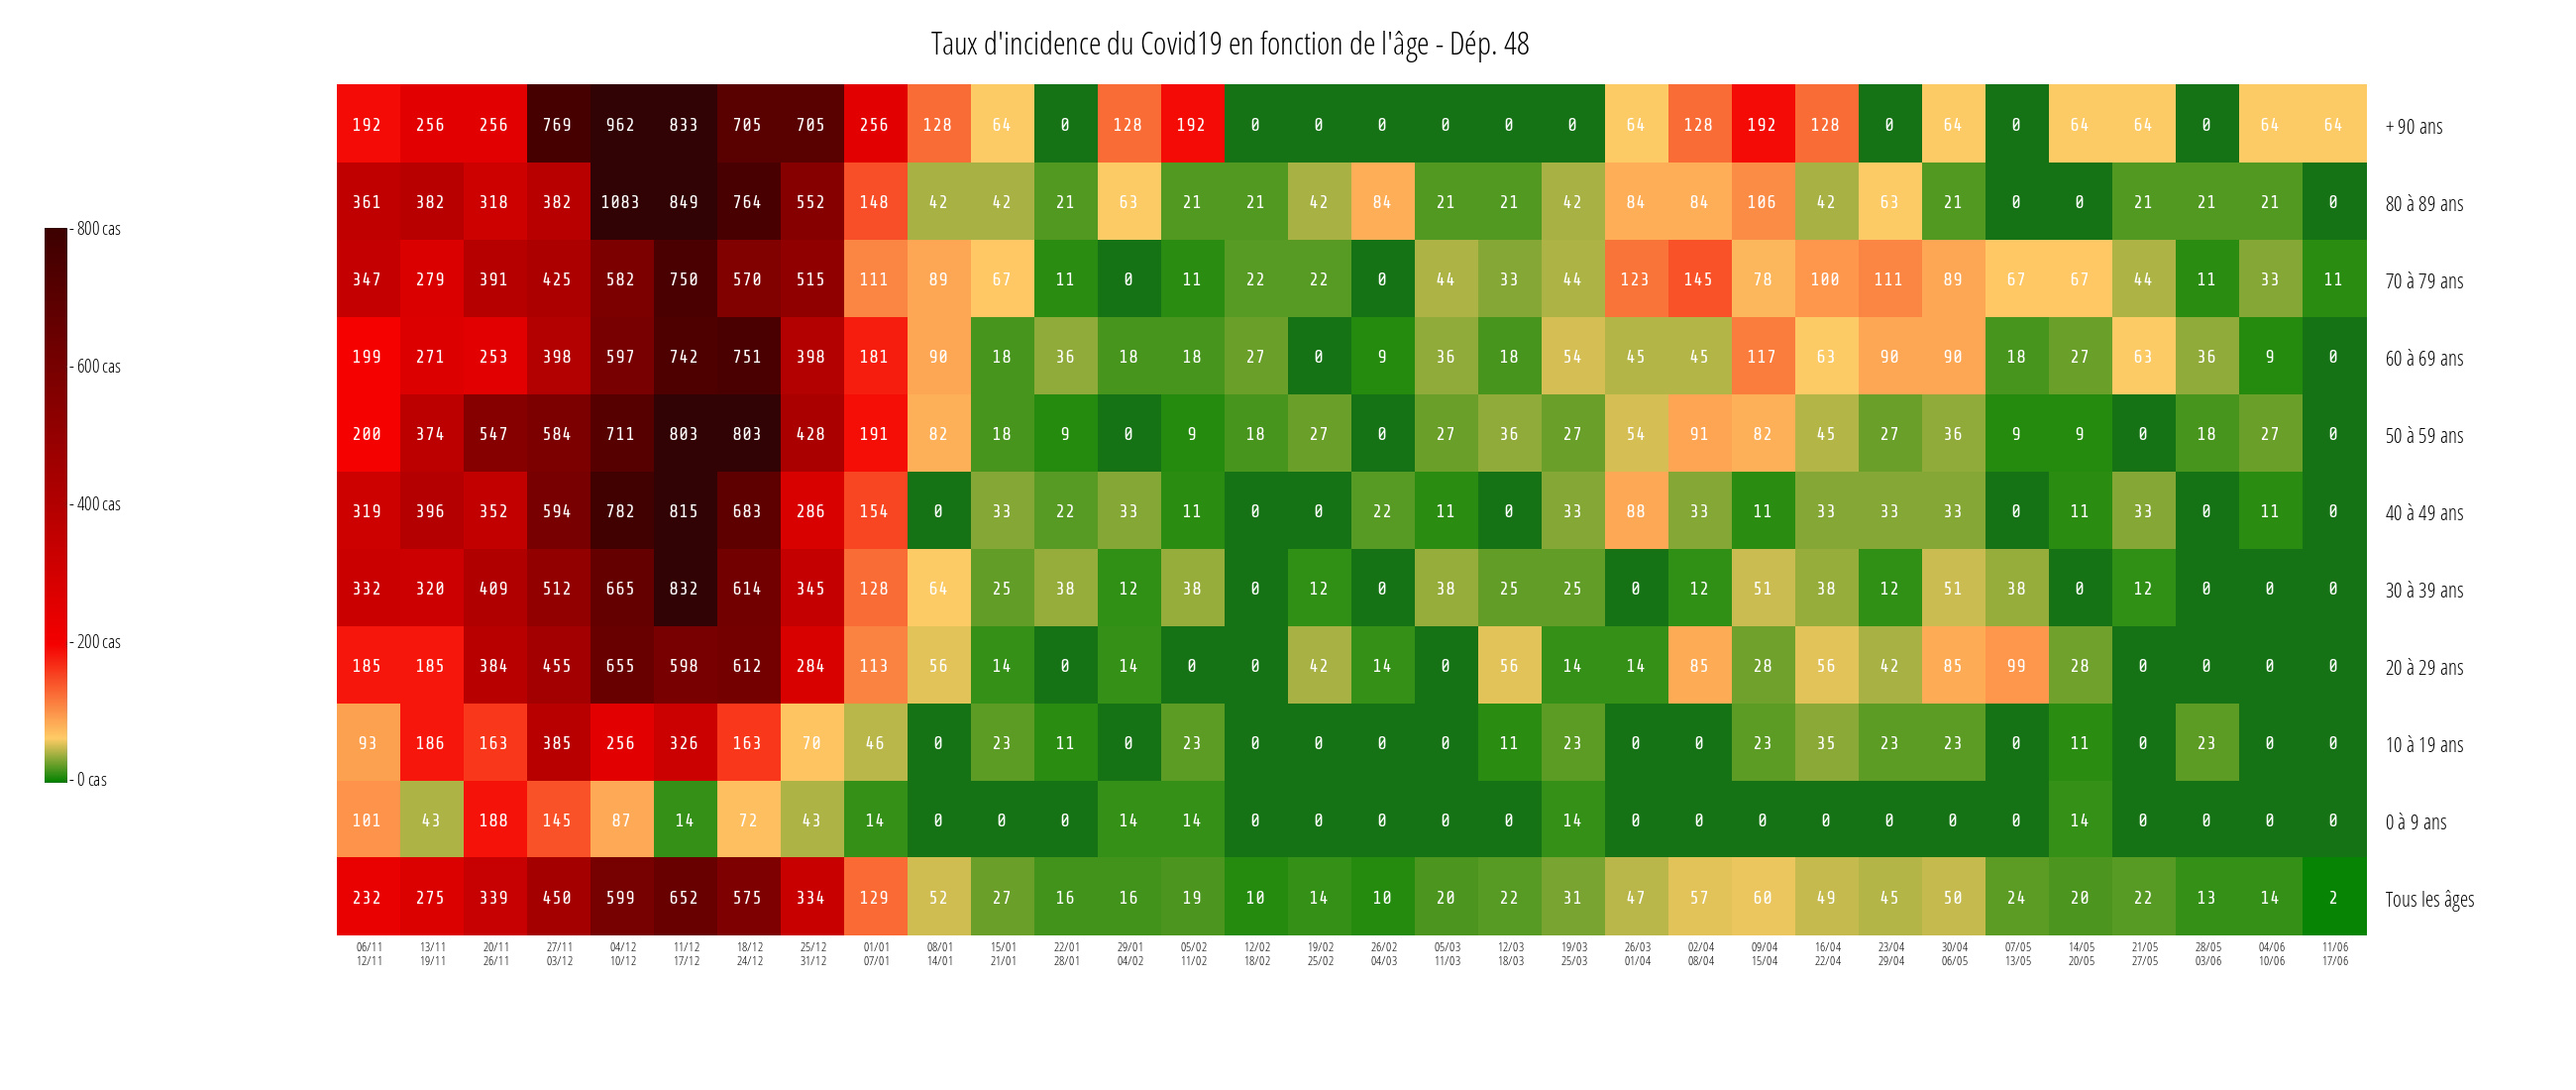 Taux d'incidence du Covid19 en fonction de l'âge - Dép. 48
192 256 256 769 962 833 705 705 256 128 64 0 128 192 0 0 0 0 0 0 64 128 192 128 0 64 0 64 64 0 64 64 + 90 ans
361 382 318 382 1083 849 764 552 148 42 42 21 63 21 21 42 84 21 21 42 84 84 106 42 63 21 0 0 21 21 21 0 80 à 89 ans
347 279 391 425 582 750 570 515 111 89 67 11 0 11 22 22 0 44 33 44 123 145 78 100 111 89 67 67 44 11 33 11 70 à 79 ans
199 271 253 398 597 742 751 398 181 90 18 36 18 18 27 0 9 36 18 54 45 45 117 63 90 90 18 27 63 36 9 0 60 à 69 ans
200 374 547 584 711 803 803 428 191 82 18 9 0 9 18 27 0 27 36 27 54 91 82 45 27 36 9 9 0 18 27 0 50 à 59 ans
319 396 352 594 782 815 683 286 154 0 33 22 33 11 0 0 22 11 0 33 88 33 11 33 33 33 0 11 33 0 11 0 40 à 49 ans
332 320 409 512 665 832 614 345 128 64 25 38 12 38 0 12 0 38 25 25 0 12 51 38 12 51 38 0 12 0 0 0 30 à 39 ans
185 185 384 455 655 598 612 284 113 56 14 0 14 0 0 42 14 0 56 14 14 85 28 56 42 85 99 28 0 0 0 0 20 à 29 ans
93 186 163 385 256 326 163 70 46 0 23 11 0 23 0 0 0 0 11 23 0 0 23 35 23 23 0 11 0 23 0 0 10 à 19 ans
101 43 188 145 87 14 72 43 14 0 0 0 14 14 0 0 0 0 0 14 0 0 0 0 0 0 0 14 0 0 0 0 0 à 9 ans
232 275 339 450 599 652 575 334 129 52 27 16 16 19 10 14 10 20 22 31 47 57 60 49 45 50 24 20 22 13 14 2 Tous les âges
06/11 13/11 20/11 27/11 04/12 11/12 18/12 25/12 01/01 08/01 15/01 22/01 29/01 05/02 12/02 19/02 26/02 05/03 12/03 19/03 26/03 02/04 09/04 16/04 23/04 30/04 07/05 14/05 21/05 28/05 04/06 11/06
12/11 19/11 26/11 03/12 10/12 17/12 24/12 31/12 07/01 14/01 21/01 28/01 04/02 11/02 18/02 25/02 04/03 11/03 18/03 25/03 01/04 08/04 15/04 22/04 29/04 06/05 13/05 20/05 27/05 03/06 10/06 17/06
- 800 cas
- 600 cas
- 400 cas
- 200 cas
- 0 cas